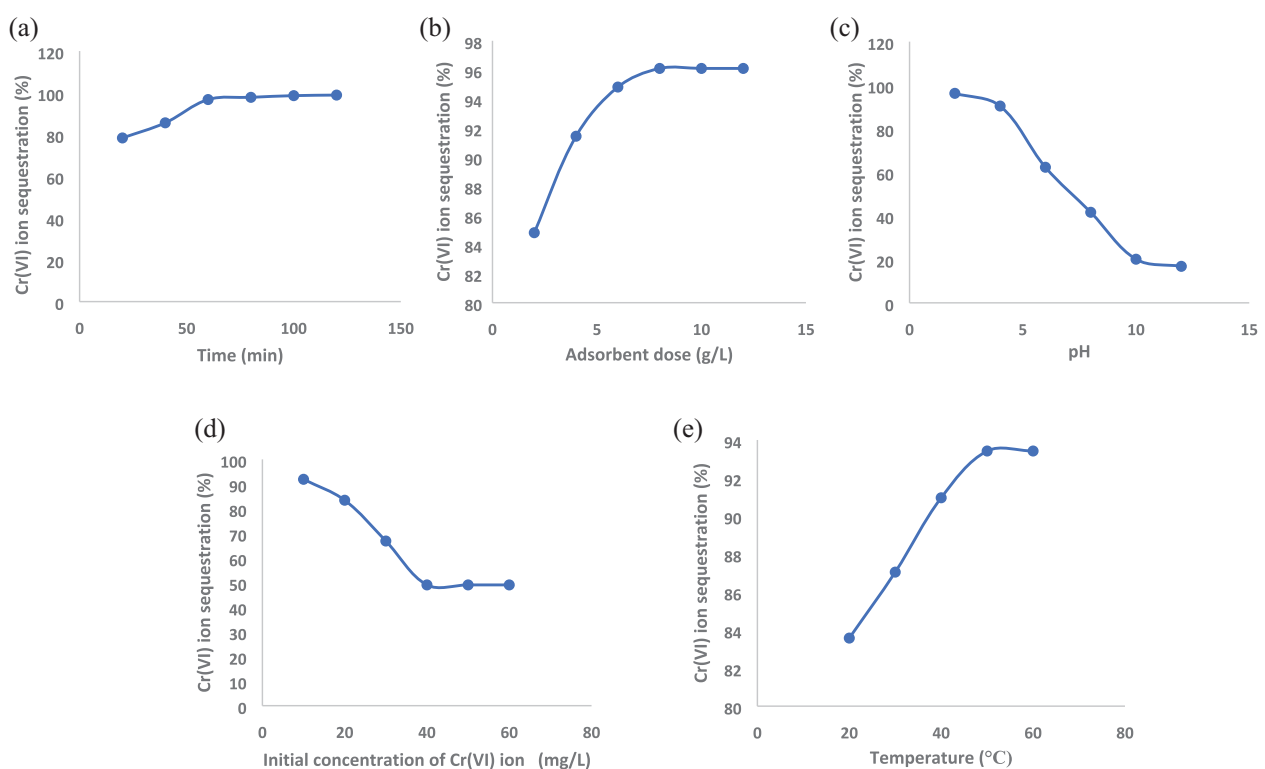 (a)
Cr(VI) ion sequestration (%)
120
100
80
60
40
20
0
0 50 100 150
Time (min)
(b)
Cr(VI) ion sequestration (%)
98
96
94
92
90
88
86
84
82
80
0 5 10 15
Adsorbent dose (g/L)
(c)
Cr(VI) ion sequestration (%)
120
100
80
60
40
20
0
0 5 10 15
pH
(d)
Cr(VI) ion sequestration (%)
100
90
80
70
60
50
40
30
20
10
0
0 20 40 60 80
Initial concentration of Cr(VI) ion (mg/L)
(e)
Cr(VI) ion sequestration (%)
94
92
90
88
86
84
82
80
0 20 40 60 80
Temperature (°C)